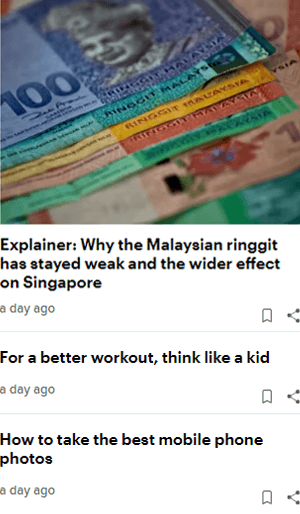 100
RINGGIT MALAYSIA
RINGGIT MALAYSIA
RINGGIT MALAYSIA
Explainer: Why the Malaysian ringgit
has stayed weak and the wider effect
on Singapore
a day ago
For a better workout, think like a kid
a day ago
How to take the best mobile phone
photos
a day ago